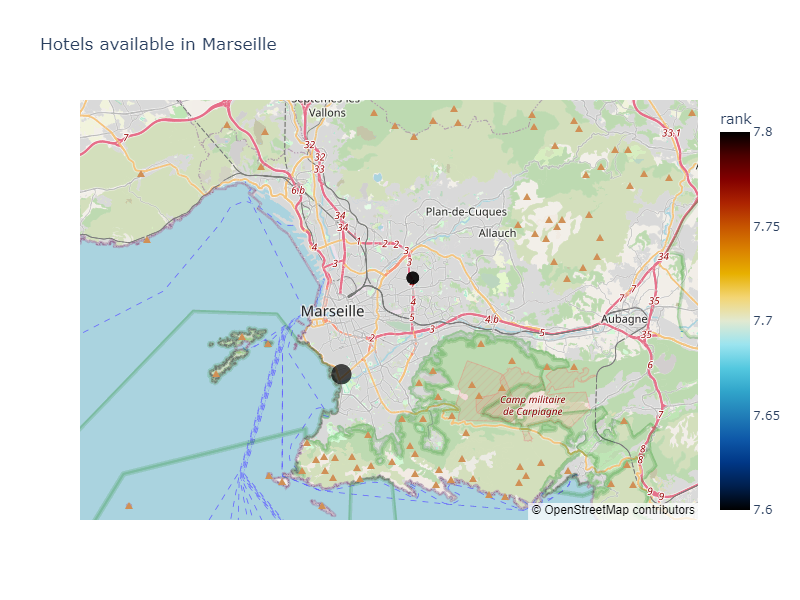 Hotels available in Marseille
rank
7.8
7.75
7.7
7.65
7.6
Septèmes-les-
Vallons
7
33.1
32
32
33
6.b
34
34
Plan-de-Cuques
Allauch
4
1
2
2
3
3
3
34
7
7
35
4
Marseille
5
4.b
Aubagne
2
3
5
35
6
Camp militaire
de Carpiagne
7
8
8
9
9
© OpenStreetMap contributors